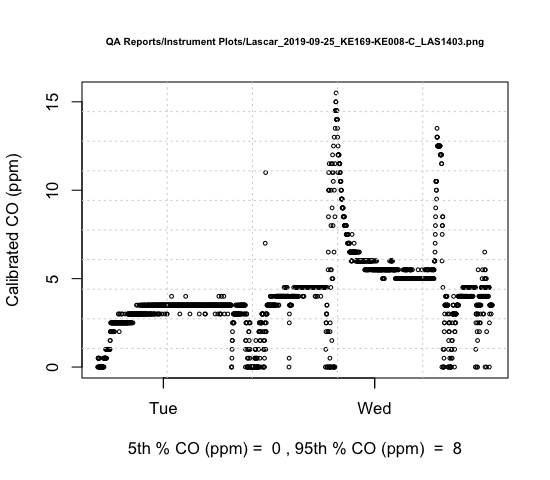 QA Reports/Instrument Plots/Lascar_2019-09-25_KE169-KE008-C_LAS1403.png
15
10
5
0
Calibrated CO (ppm)
Tue Wed
5th % CO (ppm) = 0 , 95th % CO (ppm) = 8